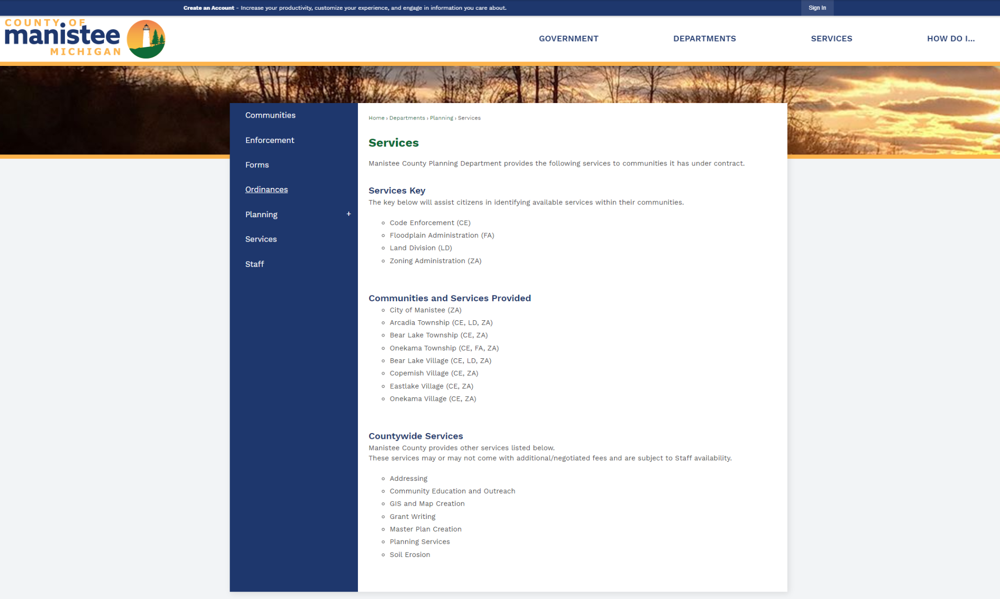 Create an Account - Increase your productivity, customize your experience, and engage in information you care about.
Sign In
COUNTY OF
manistee
MICHIGAN
GOVERNMENT
DEPARTMENTS
SERVICES
HOW DO I...
Communities
Enforcement
Forms
Ordinances
Planning +
Services
Staff
Home › Departments › Planning › Services
Services
Manistee County Planning Department provides the following services to communities it has under contract.
Services Key
The key below will assist citizens in identifying available services within their communities.
Code Enforcement (CE)
Floodplain Administration (FA)
Land Division (LD)
Zoning Administration (ZA)
Communities and Services Provided
City of Manistee (ZA)
Arcadia Township (CE, LD, ZA)
Bear Lake Township (CE, ZA)
Onekama Township (CE, FA, ZA)
Bear Lake Village (CE, LD, ZA)
Copemish Village (CE, ZA)
Eastlake Village (CE, ZA)
Onekama Village (CE, ZA)
Countywide Services
Manistee County provides other services listed below.
These services may or may not come with additional/negotiated fees and are subject to Staff availability.
Addressing
Community Education and Outreach
GIS and Map Creation
Grant Writing
Master Plan Creation
Planning Services
Soil Erosion